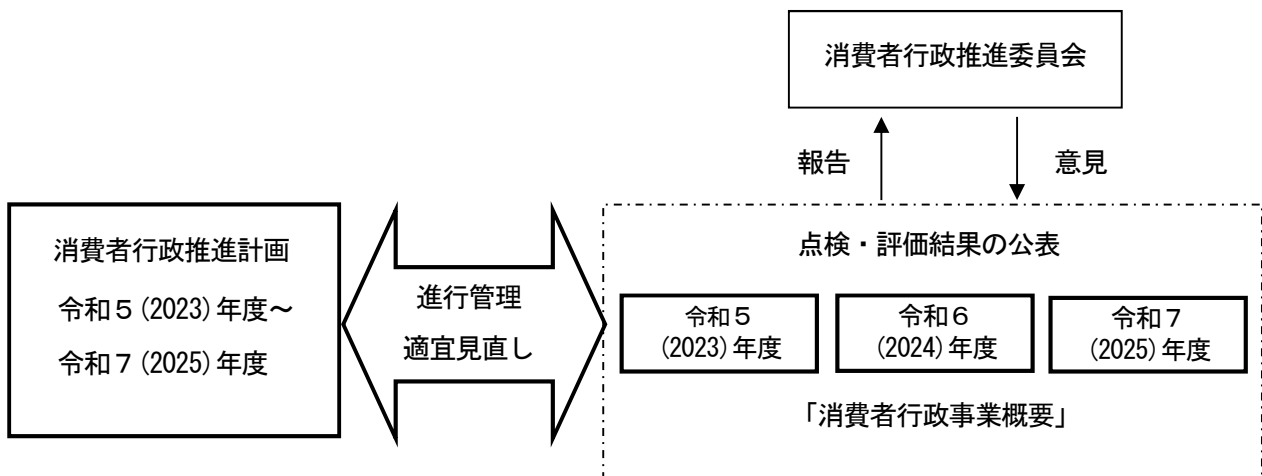 消費者行政推進委員会
報告
意見
消費者行政推進計画
令和５(2023)年度～
令和７(2025)年度
進行管理
適宜見直し
点検・評価結果の公表
令和５
(2023)年度
令和６
(2024)年度
令和７
(2025)年度
「消費者行政事業概要」